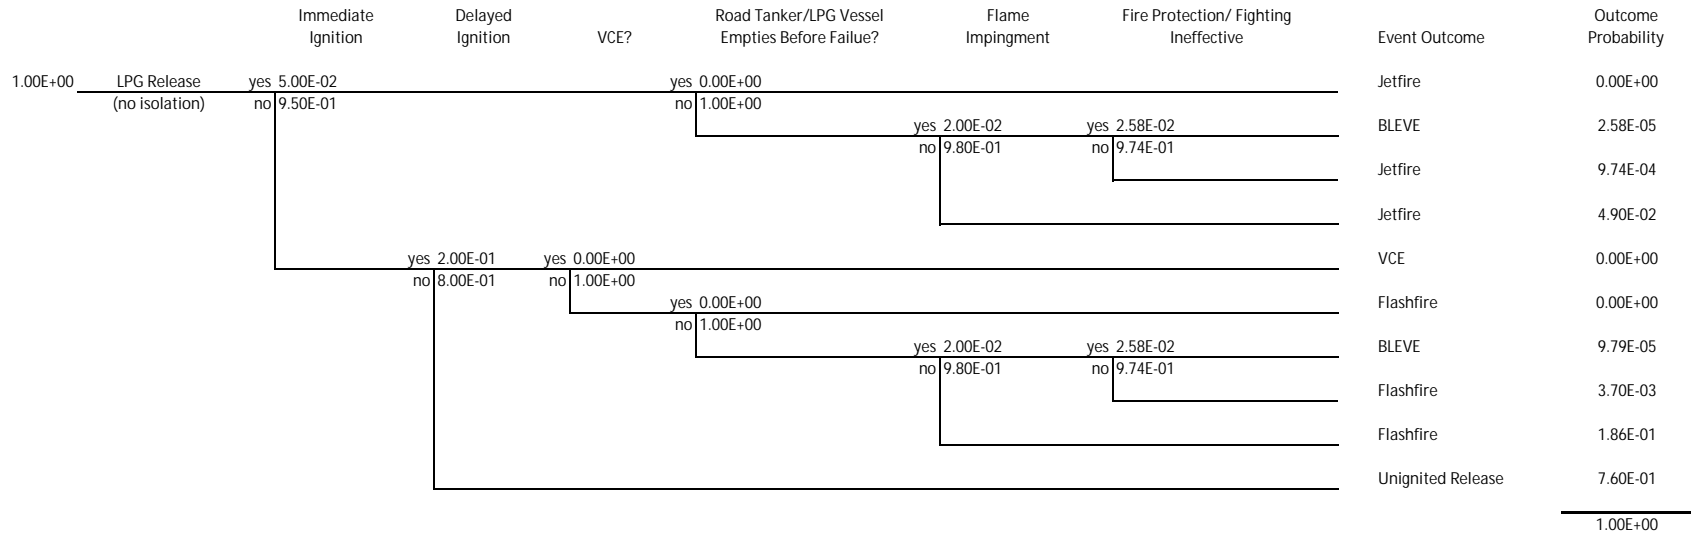 Immediate Delayed Road Tanker/LPG Vessel Flame Fire Protection/ Fighting Outcome
Ignition Ignition VCE? Empties Before Failue? Impingment Ineffective Event Outcome Probability
1.00E+00 LPG Release yes 5.00E-02 yes 0.00E+00 Jetfire 0.00E+00
(no isolation) no 9.50E-01 no 1.00E+00
yes 2.00E-02 yes 2.58E-02 BLEVE 2.58E-05
no 9.80E-01 no 9.74E-01
Jetfire 9.74E-04
Jetfire 4.90E-02
yes 2.00E-01 yes 0.00E+00 VCE 0.00E+00
no 8.00E-01 no 1.00E+00
yes 0.00E+00 Flashfire 0.00E+00
no 1.00E+00
yes 2.00E-02 yes 2.58E-02 BLEVE 9.79E-05
no 9.80E-01 no 9.74E-01
Flashfire 3.70E-03
Flashfire 1.86E-01
Unignited Release 7.60E-01
1.00E+00